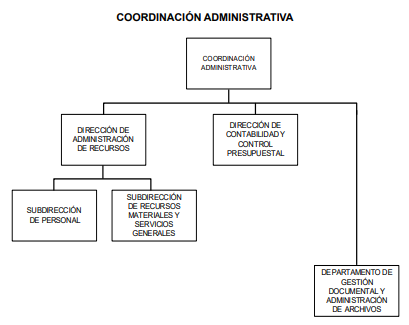 COORDINACIÓN ADMINISTRATIVA
COORDINACIÓN
ADMINISTRATIVA
DIRECCIÓN DE
ADMINISTRACIÓN
DE RECURSOS
DIRECCIÓN DE
CONTABILIDAD Y
CONTROL
PRESUPUESTAL
SUBDIRECCIÓN
DE PERSONAL
SUBDIRECCIÓN
DE RECURSOS
MATERIALES Y
SERVICIOS
GENERALES
DEPARTAMENTO DE
GESTIÓN
DOCUMENTAL Y
ADMINISTRACIÓN
DE ARCHIVOS